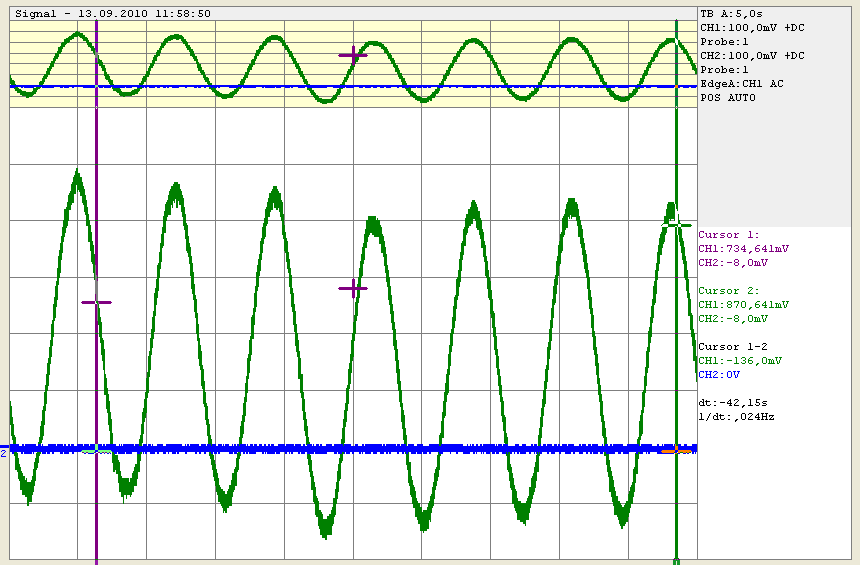 Signal - 13.09.2010 11:58:50
TB A:5,0s
CH1:100,0mV +DC
Probe:1
CH2:100,0mV +DC
Probe:1
EdgeA:CH1 AC
POS AUTO
Cursor 1:
CH1:734,641mV
CH2:-8,0mV
Cursor 2:
CH1:870,641mV
CH2:-8,0mV
Cursor 1-2
CH1:-136,0mV
CH2:0V
dt:-42,15s
1/dt:,024Hz
2